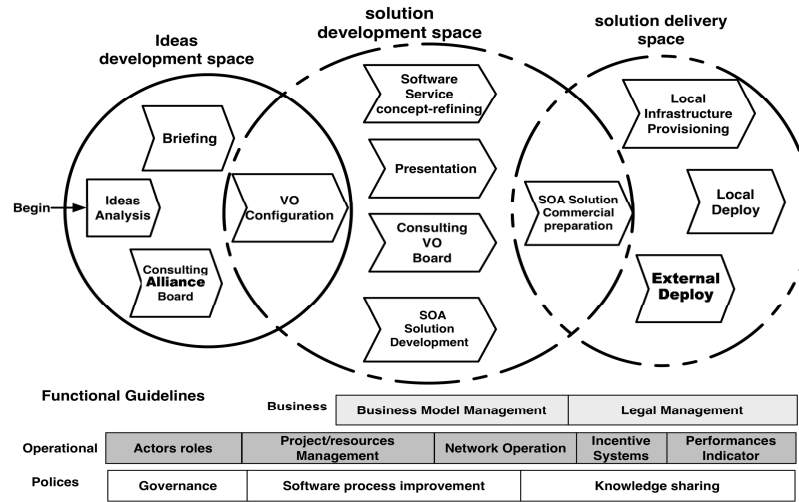 Ideas
development space
solution
development space
solution delivery
space
Begin
Ideas
Analysis
Briefing
Consulting
Alliance
Board
VO
Configuration
Software
Service
concept-refining
Presentation
Consulting
VO
Board
SOA
Solution
Development
SOA Solution
Commercial
preparation
Local
Infrastructure
Provisioning
Local
Deploy
External
Deploy
Functional Guidelines
Business
Business Model Management
Legal Management
Operational
Actors roles
Project/resources
Management
Network Operation
Incentive
Systems
Performances
Indicator
Polices
Governance
Software process improvement
Knowledge sharing